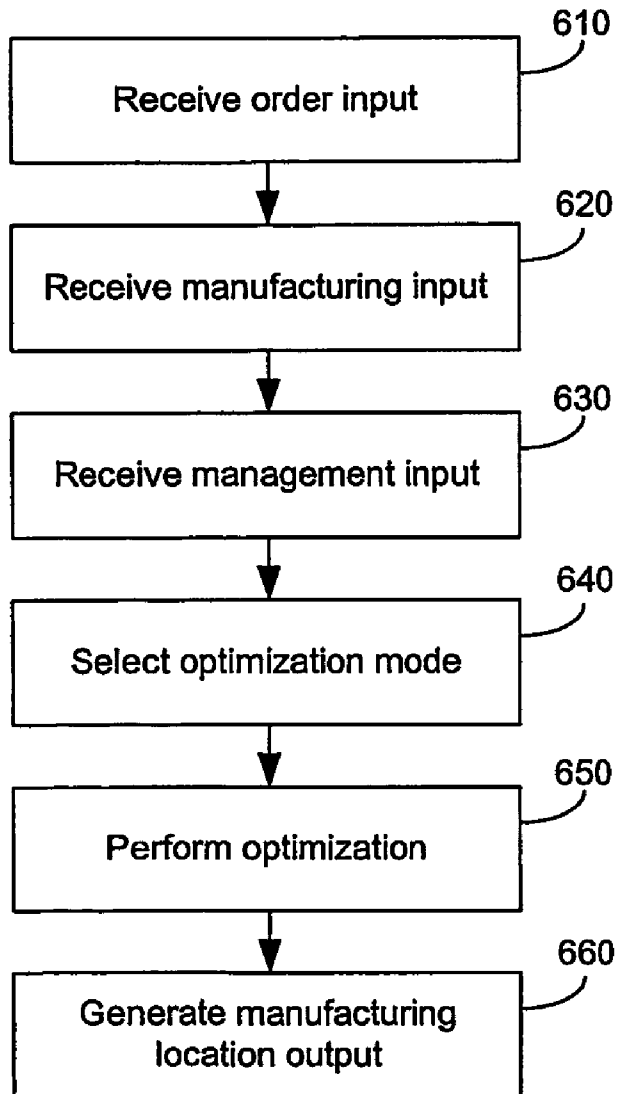 610
Receive order input
620
Receive manufacturing input
630
Receive management input
640
Select optimization mode
650
Perform optimization
660
Generate manufacturing
location output